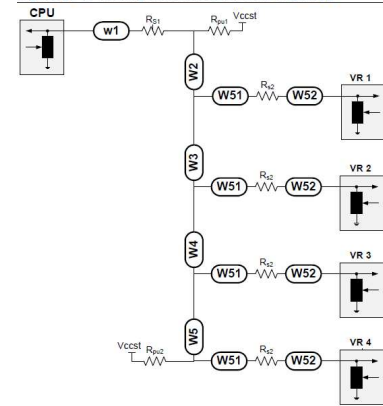 CPU
w1
RS1
Rpu1
Vccst
W2
VR 1
W51
Rs2
W52
W3
VR 2
W51
Rs2
W52
W4
VR 3
W51
Rs2
W52
W5
VR 4
Vccst
Rpu2
W51
Rs2
W52